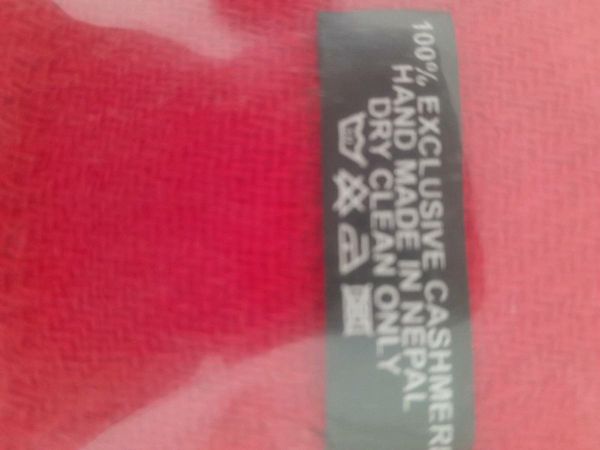 100% EXCLUSIVE CASHMERE
HAND MADE IN NEPAL
DRY CLEAN ONLY